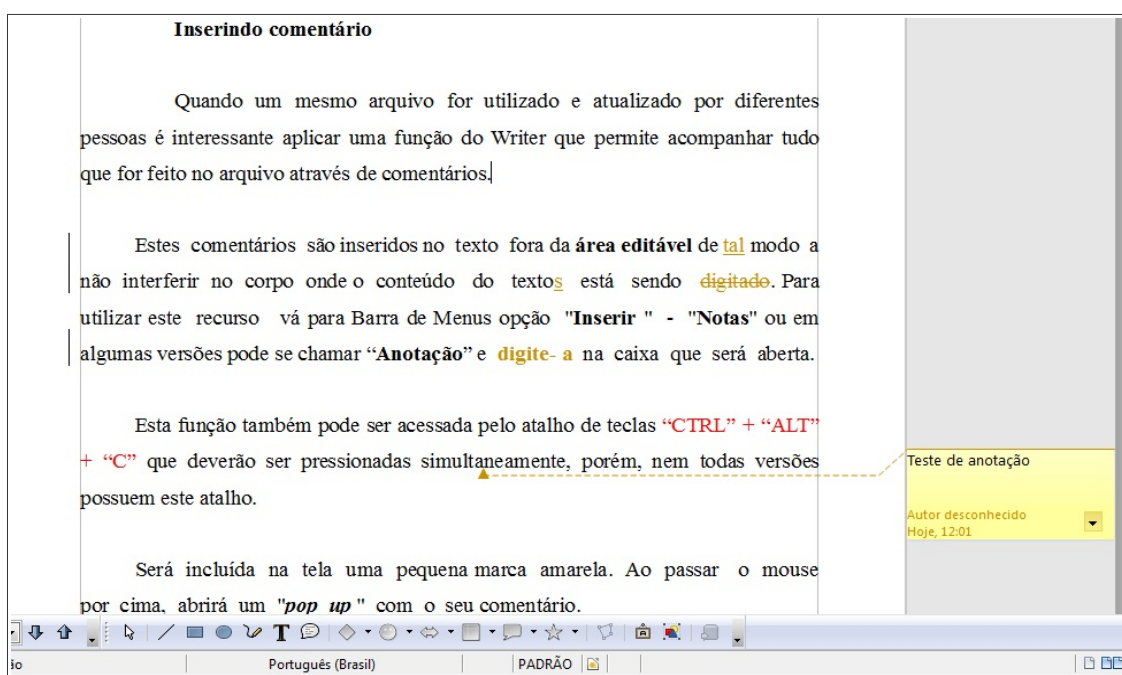 Inserindo comentário
Quando um mesmo arquivo for utilizado e atualizado por diferentes
pessoas é interessante aplicar uma função do Writer que permite acompanhar tudo
que for feito no arquivo através de comentários.
Estes comentários são inseridos no texto fora da área editável de tal modo a
não interferir no corpo onde o conteúdo do textos está sendo digitado. Para
utilizar este recurso vá para Barra de Menus opção "Inserir " - "Notas" ou em
algumas versões pode se chamar “Anotação” e digite- a na caixa que será aberta.
Esta função também pode ser acessada pelo atalho de teclas “CTRL” + “ALT”
+ “C” que deverão ser pressionadas simultaneamente, porém, nem todas versões
possuem este atalho.
Teste de anotação
Autor desconhecido
Hoje, 12:01
Será incluída na tela uma pequena marca amarela. Ao passar o mouse
por cima, abrirá um "pop up " com o seu comentário.
ão
Português (Brasil)
PADRÃO